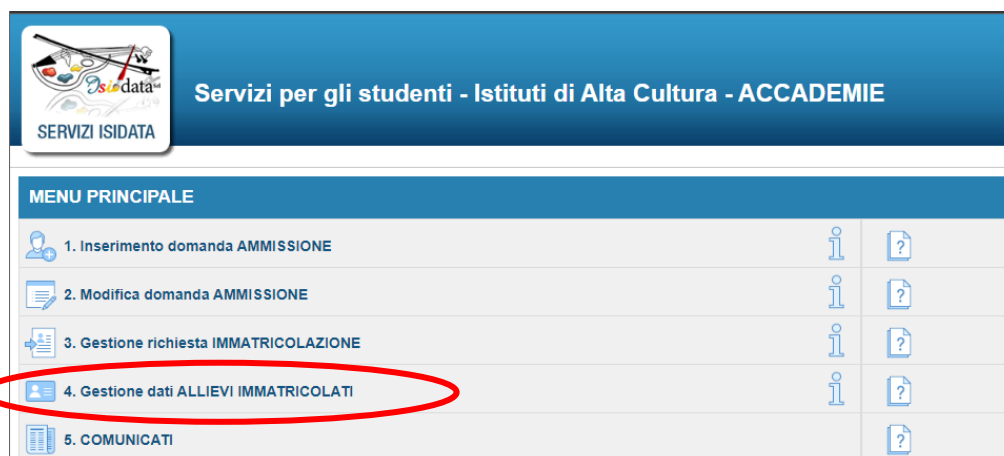 Isidata srl
SERVIZI ISIDATA
Servizi per gli studenti - Istituti di Alta Cultura - ACCADEMIE
MENU PRINCIPALE
1. Inserimento domanda AMMISSIONE
2. Modifica domanda AMMISSIONE
3. Gestione richiesta IMMATRICOLAZIONE
4. Gestione dati ALLIEVI IMMATRICOLATI
5. COMUNICATI